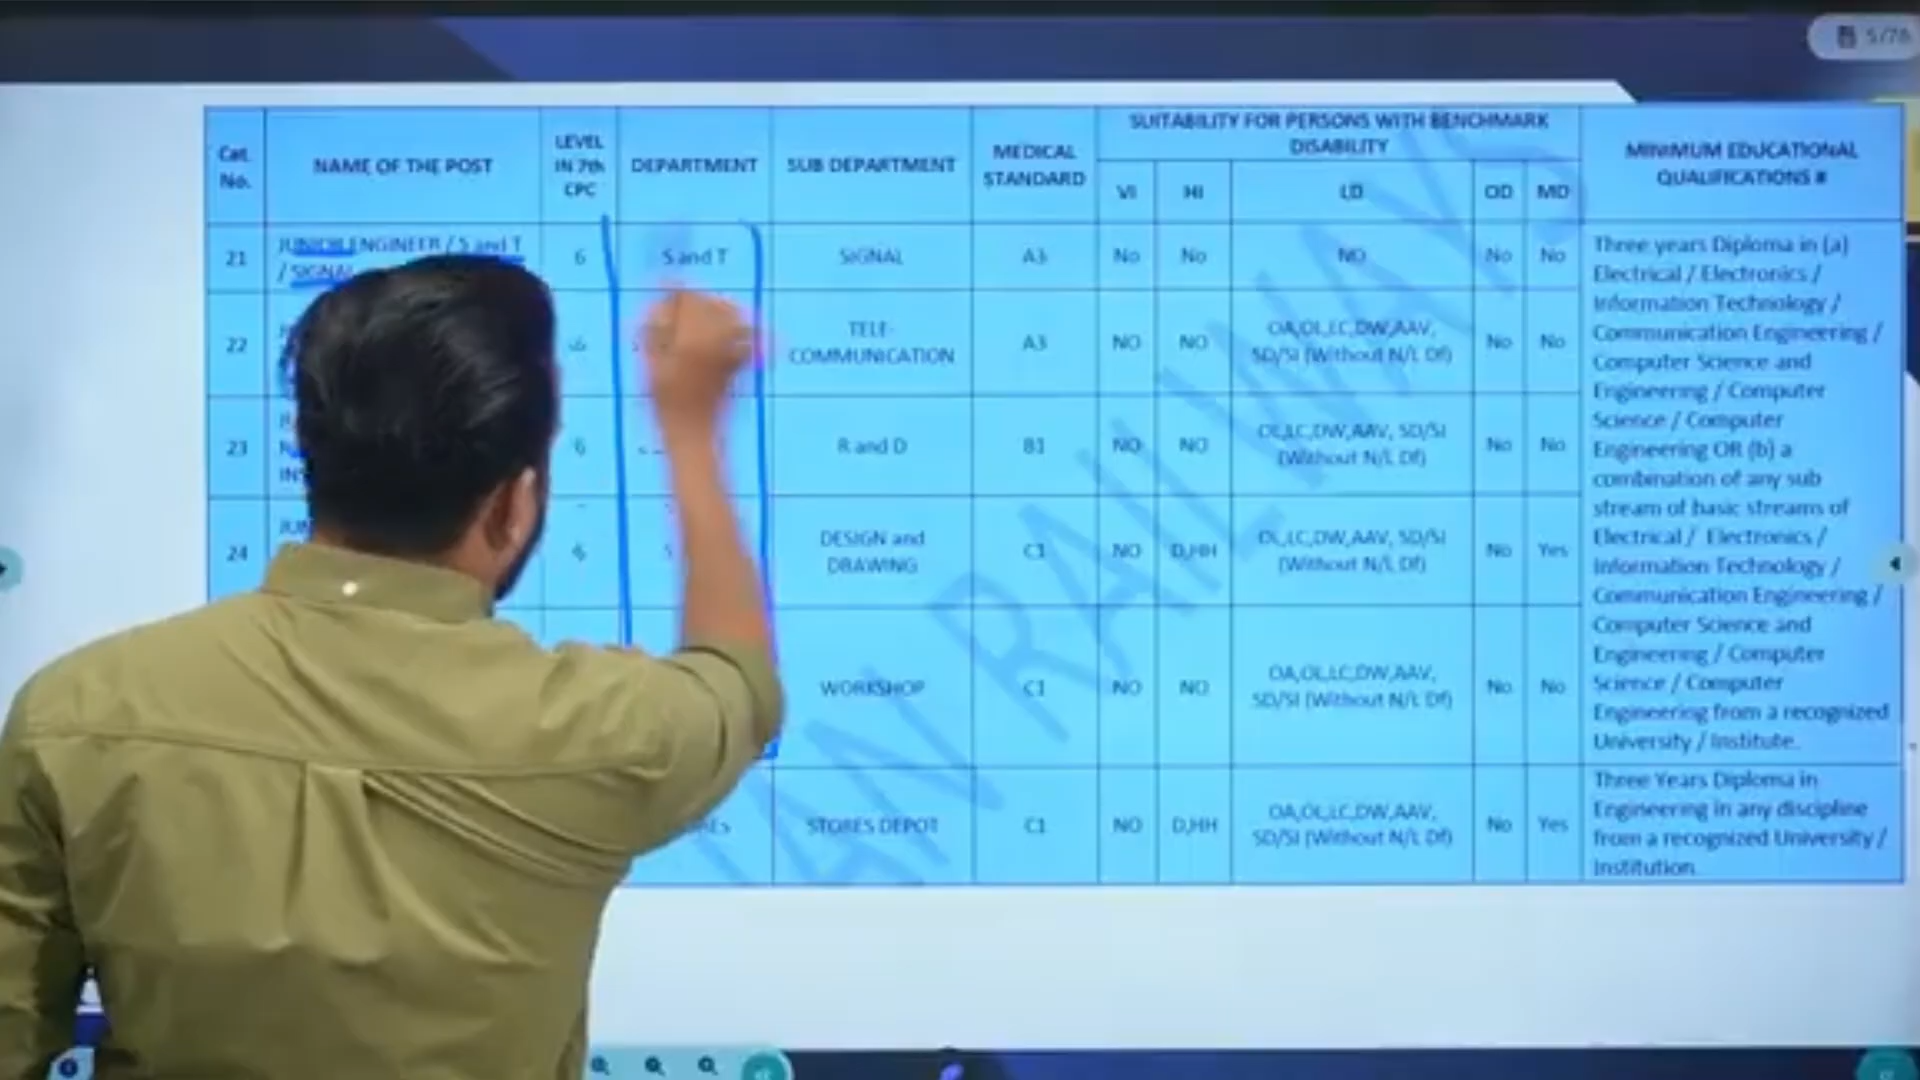 5/76
Cat. No.
NAME OF THE POST
LEVEL IN 7th CPC
DEPARTMENT
SUB DEPARTMENT
MEDICAL STANDARD
SUITABILITY FOR PERSONS WITH BENCHMARK DISABILITY
VI
HI
LD
OD
MD
MINIMUM EDUCATIONAL QUALIFICATIONS #
21
JUNIOR ENGINEER / S and T
/ SIGNAL
6
S and T
SIGNAL
A3
No
No
NO
No
No
22
6
TELE-
COMMUNICATION
A3
NO
NO
OA,OL,LC,DW,AAV,
SD/SI (Without N/L Df)
No
No
23
INS
6
R and D
B1
NO
NO
OL,LC,DW,AAV, SD/SI
(Without N/L Df)
No
No
24
JUN
6
DESIGN and
DRAWING
C1
NO
D,HH
OL,LC,DW,AAV, SD/SI
(Without N/L Df)
No
Yes
WORKSHOP
C1
NO
NO
OA,OL,LC,DW,AAV,
SD/SI (Without N/L Df)
No
No
Three years Diploma in (a)
Electrical / Electronics /
Information Technology /
Communication Engineering /
Computer Science and
Engineering / Computer
Science / Computer
Engineering OR (b) a
combination of any sub
stream of basic streams of
Electrical / Electronics /
Information Technology /
Communication Engineering /
Computer Science and
Engineering / Computer
Science / Computer
Engineering from a recognized
University / Institute.
STORES DEPOT
C1
NO
D,HH
OA,OL,LC,DW,AAV,
SD/SI (Without N/L Df)
No
Yes
Three Years Diploma in
Engineering in any discipline
from a recognized University /
Institution.
RAILWAYS